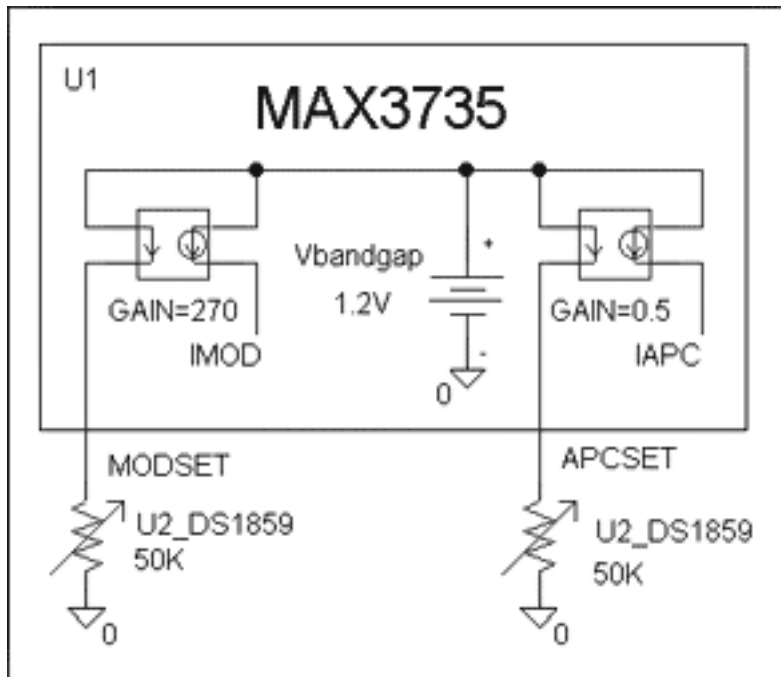 U1
MAX3735
Vbandgap
1.2V
+
-
0
GAIN=270
IMOD
GAIN=0.5
IAPC
MODSET
APCSET
U2_DS1859
50K
0
U2_DS1859
50K
0